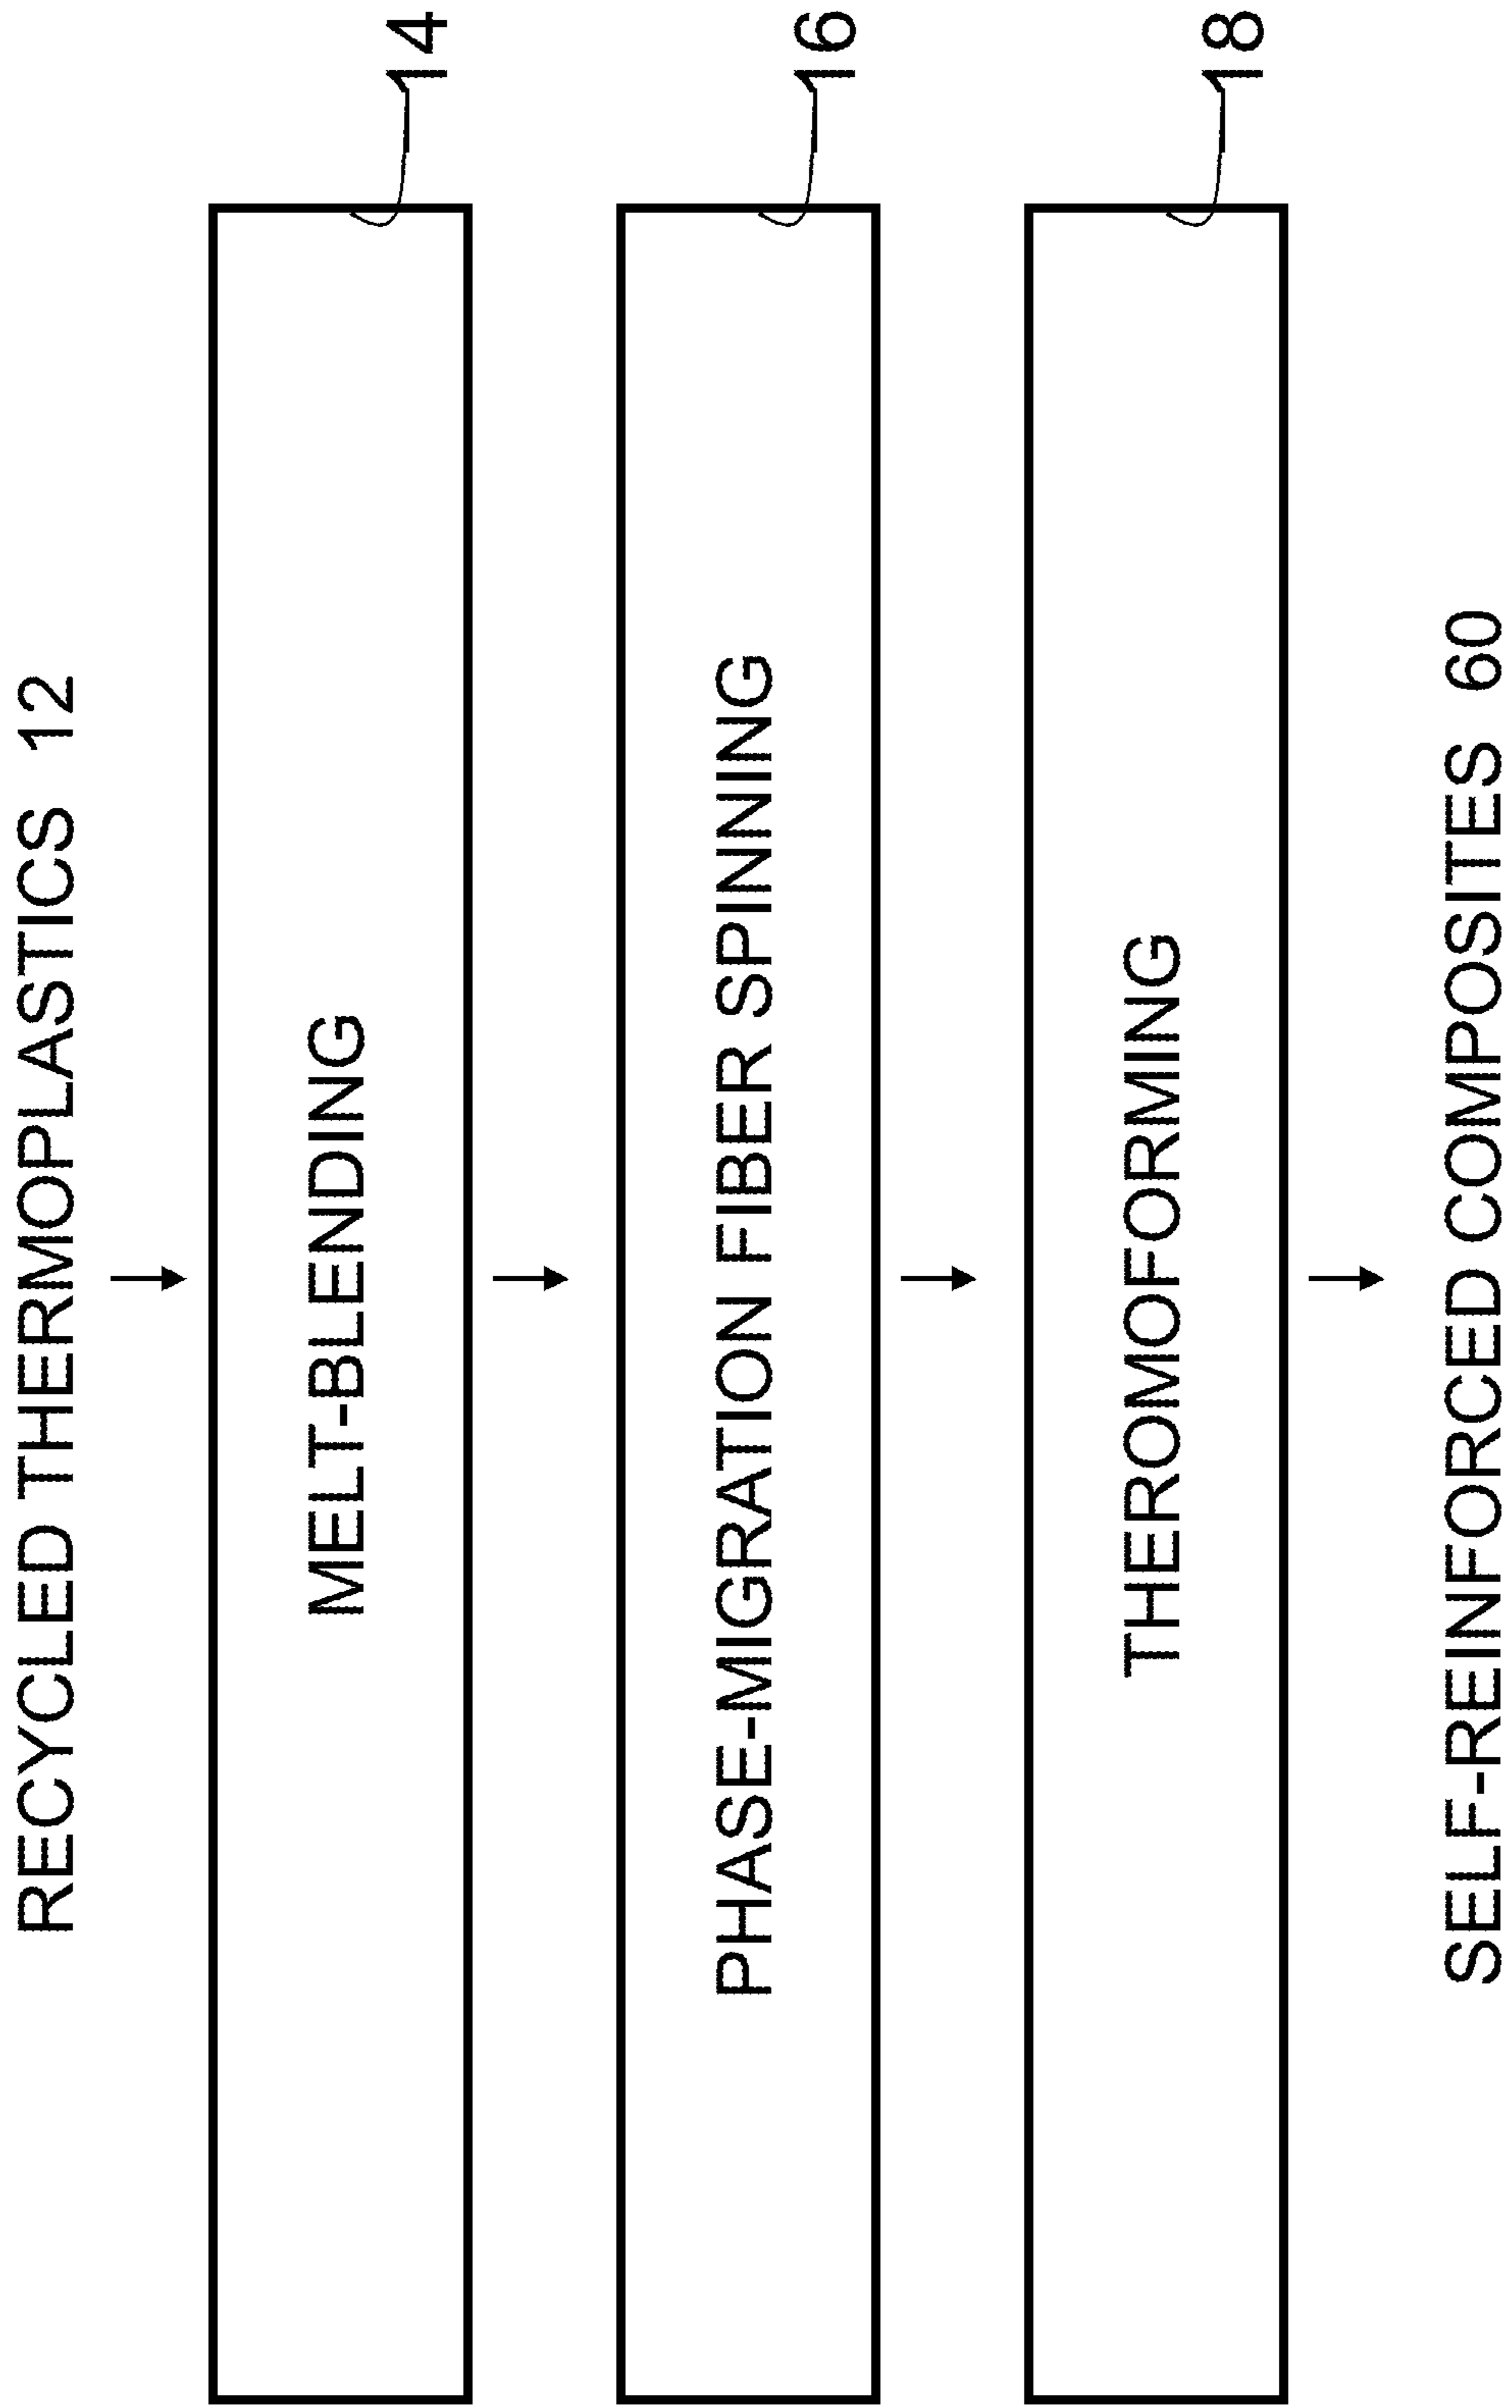 RECYCLED THERMOPLASTICS 12
MELT-BLENDING
14
PHASE-MIGRATION FIBER SPINNING
16
THEROMOFORMING
18
SELF-REINFORCED COMPOSITES 60